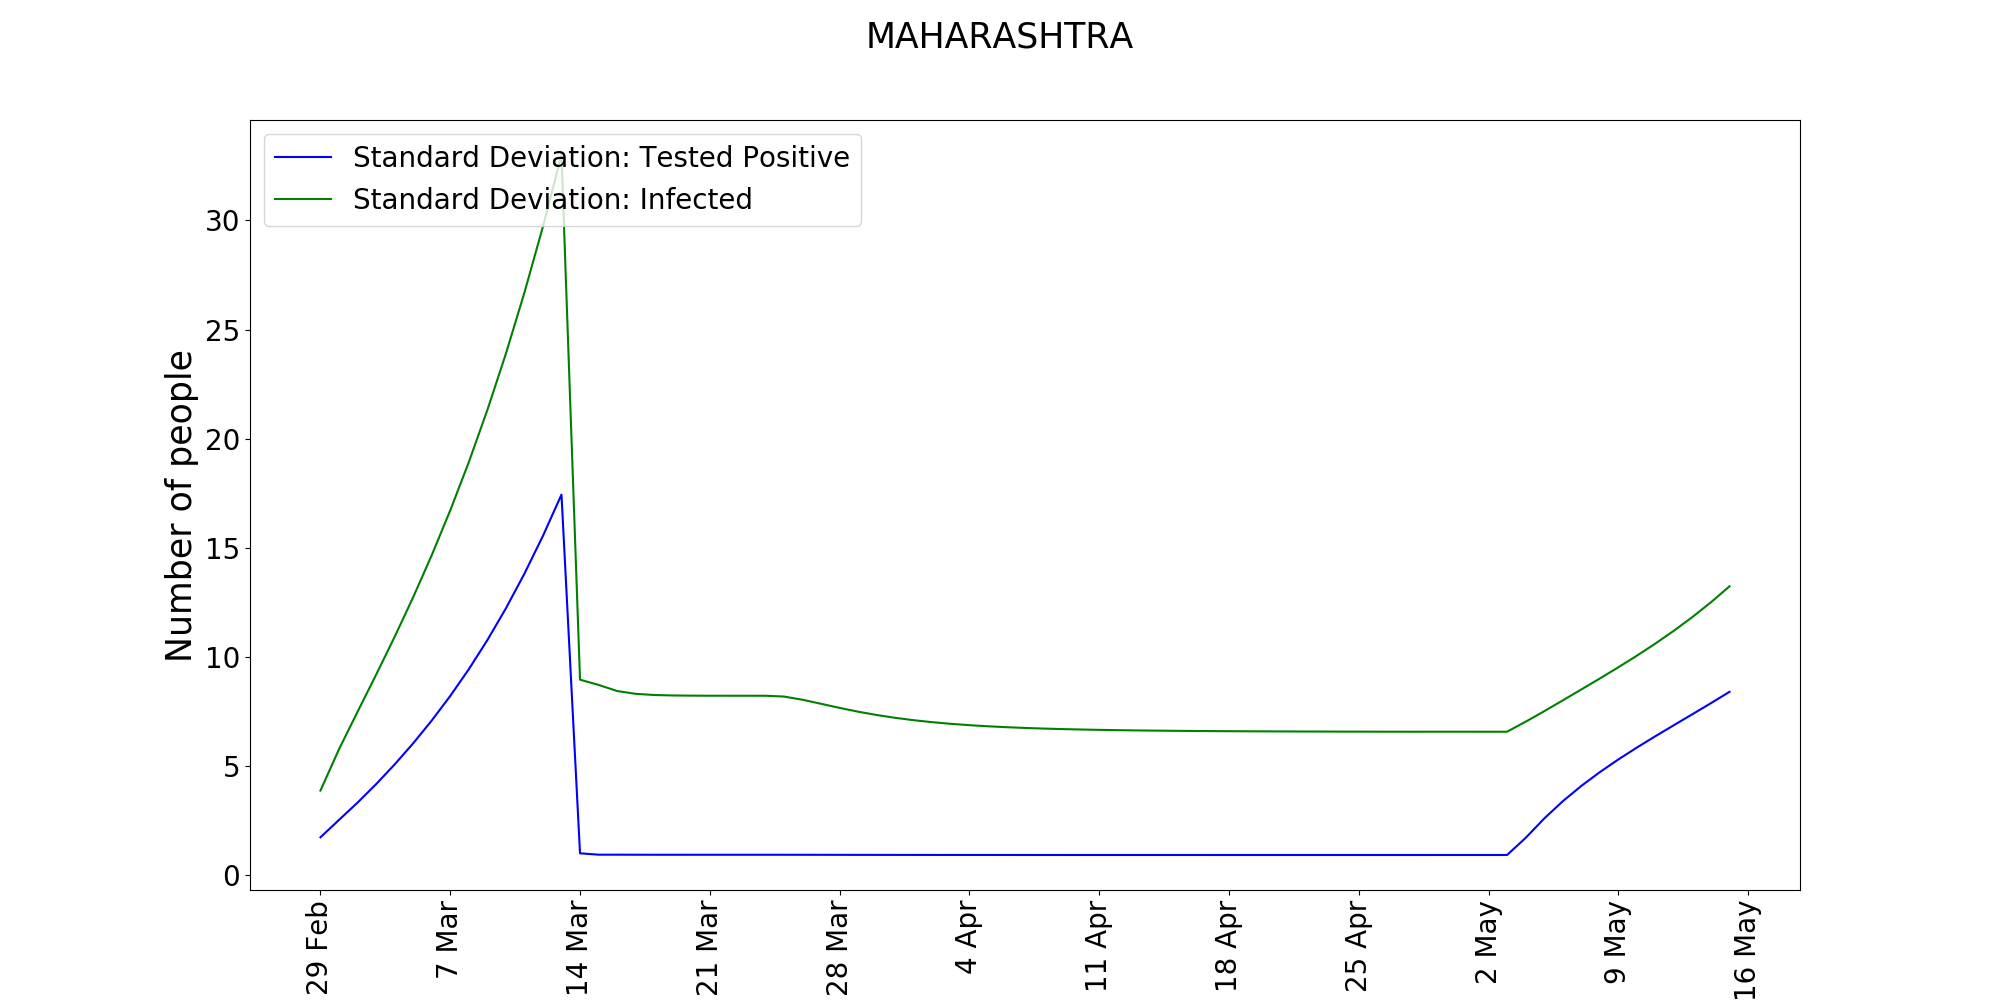 MAHARASHTRA
Standard Deviation: Tested Positive
Standard Deviation: Infected
Number of people
30
25
20
15
10
5
0
29 Feb
7 Mar
14 Mar
21 Mar
28 Mar
4 Apr
11 Apr
18 Apr
25 Apr
2 May
9 May
16 May